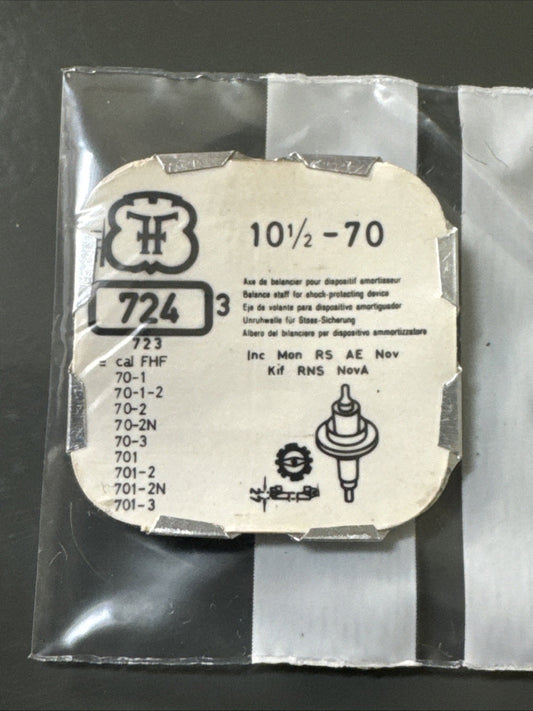 FHF
10½ - 70
724 3
723
Axe de balancier pour dispositif amortisseur
Balance staff for shock-protecting device
Eje de volante para dispositivo amortiguador
Unruhwelle für Stoss-Sicherung
Albero del bilanciere per dispositivo ammortizzatore
Inc Mon RS AE Nov
Kif RNS NovA
= cal FHF
70-1
70-1-2
70-2
70-2N
70-3
701
701-2
701-2N
701-3